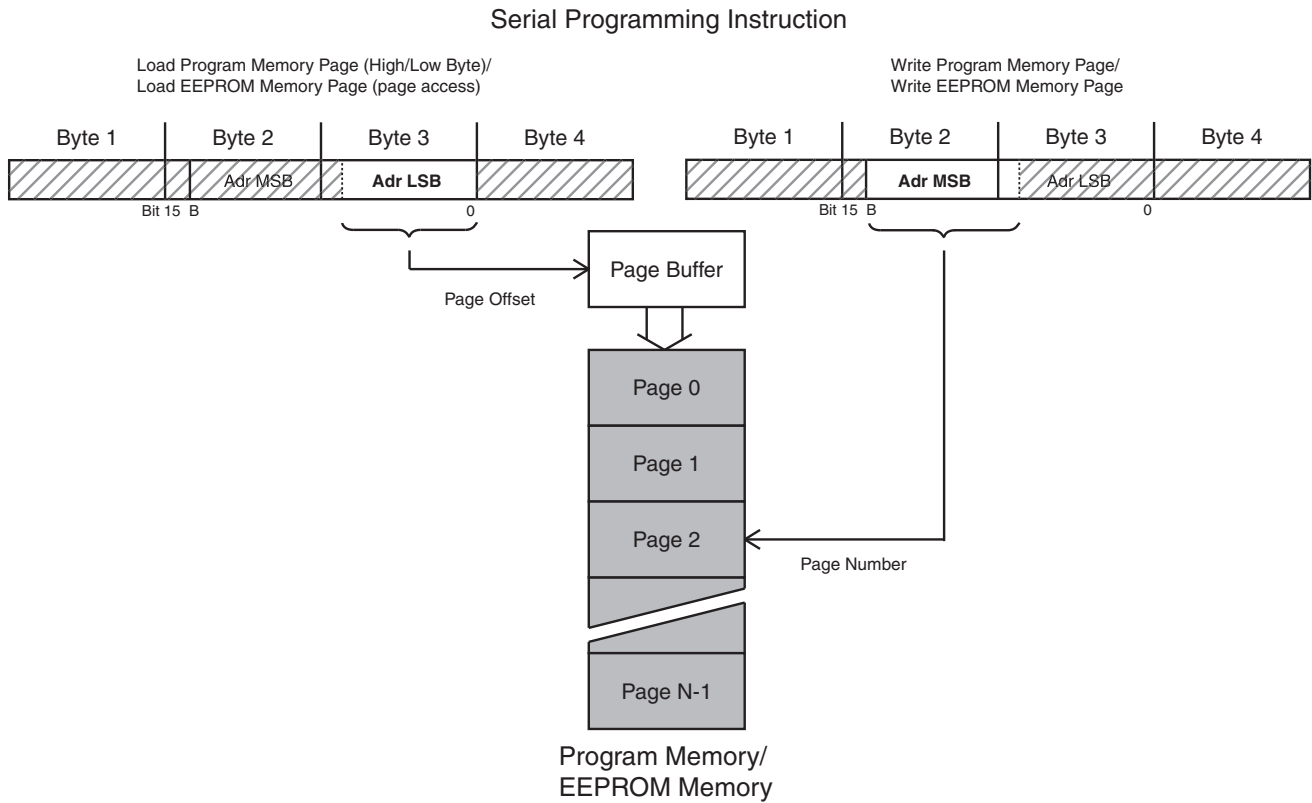 Serial Programming Instruction
Load Program Memory Page (High/Low Byte)/
Load EEPROM Memory Page (page access)
Write Program Memory Page/
Write EEPROM Memory Page
Byte 1 Byte 2 Byte 3 Byte 4
Byte 1 Byte 2 Byte 3 Byte 4
Adr MSB Adr LSB
Adr MSB Adr LSB
Bit 15 B 0
Bit 15 B 0
Page Buffer
Page Offset
Page 0
Page 1
Page 2
Page Number
Page N-1
Program Memory/
EEPROM Memory